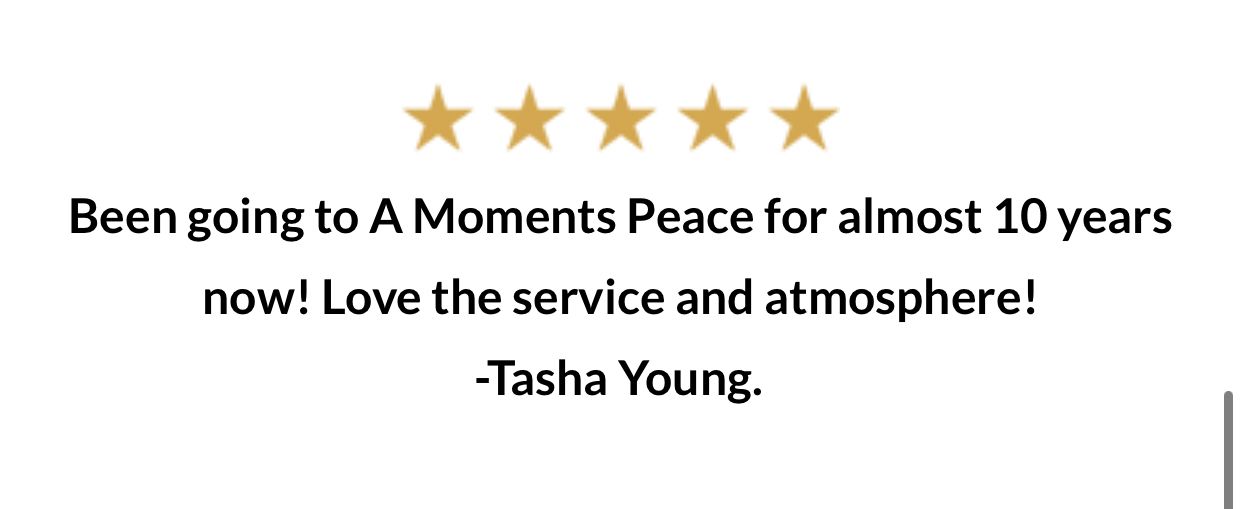 Been going to A Moments Peace for almost 10 years
now! Love the service and atmosphere!
-Tasha Young.